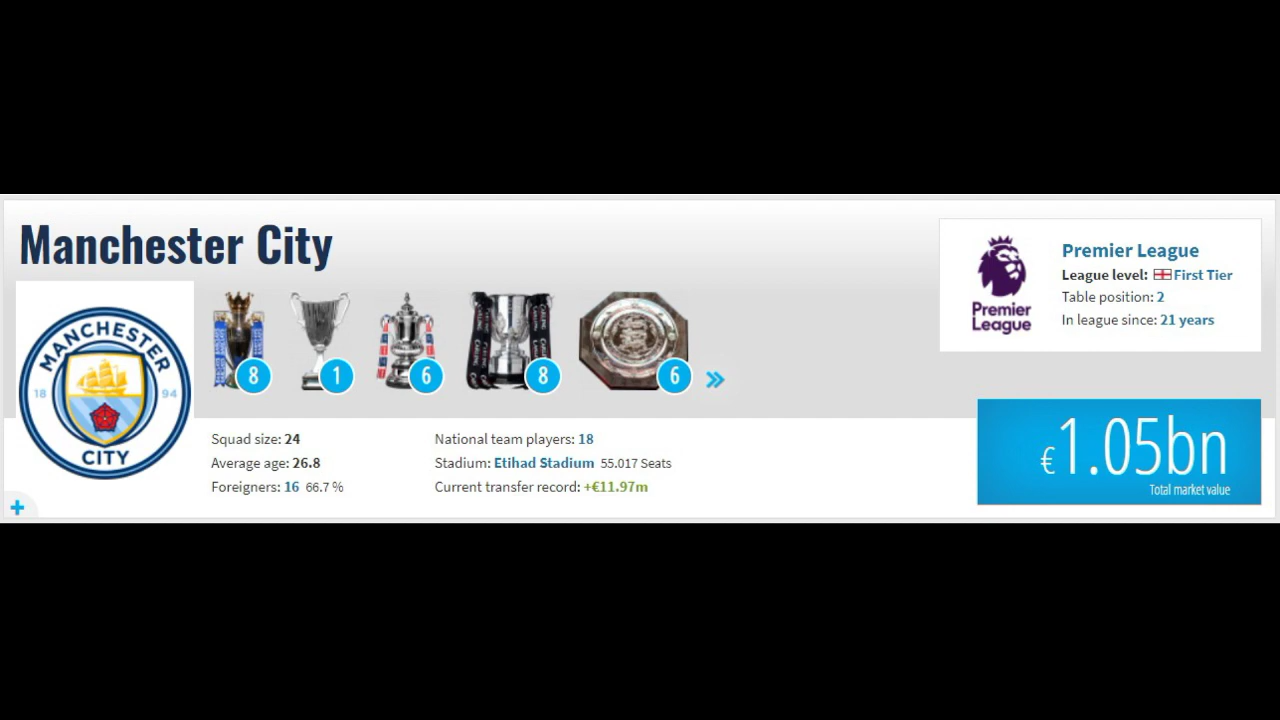 Manchester City
MANCHESTER
18 94
CITY
8
1
6
8
6
»
Squad size: 24
Average age: 26.8
Foreigners: 16 66.7 %
National team players: 18
Stadium: Etihad Stadium 55.017 Seats
Current transfer record: +€11.97m
Premier
League
Premier League
League level: First Tier
Table position: 2
In league since: 21 years
€1.05bn
Total market value
+